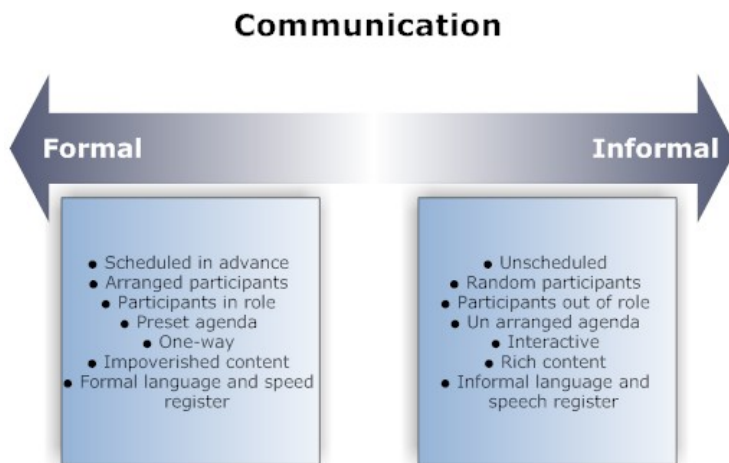 Communication
Formal
Informal
● Scheduled in advance
● Arranged participants
● Participants in role
● Preset agenda
● One-way
● Impoverished content
● Formal language and speed
register
● Unscheduled
● Random participants
● Participants out of role
● Un arranged agenda
● Interactive
● Rich content
● Informal language and
speech register